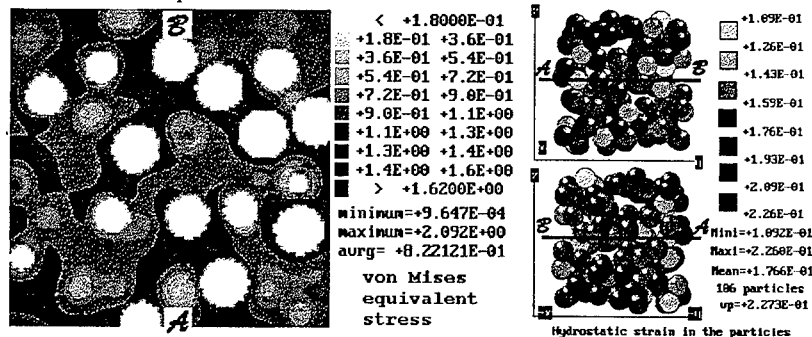 B
A
< +1.8000E-01
+1.8E-01 +3.6E-01
+3.6E-01 +5.4E-01
+5.4E-01 +7.2E-01
+7.2E-01 +9.0E-01
+9.0E-01 +1.1E+00
+1.1E+00 +1.3E+00
+1.3E+00 +1.4E+00
+1.4E+00 +1.6E+00
> +1.6200E+00
minimum=+9.647E-04
maximum=+2.092E+00
aurg= +8.22121E-01
von Mises
equivalent
stress
A
B
B
A
+1.09E-01
+1.26E-01
+1.43E-01
+1.59E-01
+1.76E-01
+1.93E-01
+2.09E-01
+2.26E-01
Mini=+1.092E-01
Maxi=+2.260E-01
Mean=+1.766E-01
186 particles
vp=+2.273E-01
Hydrostatic strain in the particles